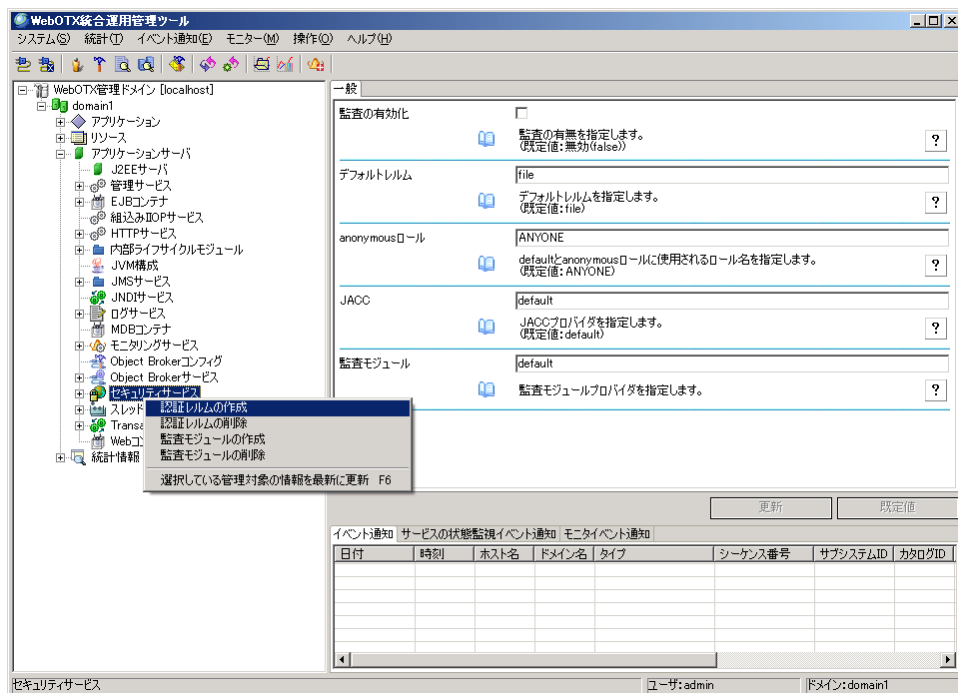 WebOTX統合運用管理ツール
システム(S) 統計(T) イベント通知(E) モニター(M) 操作(O) ヘルプ(H)
WebOTX管理ドメイン [localhost]
domain1
アプリケーション
リソース
アプリケーションサーバ
J2EEサーバ
管理サービス
EJBコンテナ
組込みIIOPサービス
HTTPサービス
内部ライフサイクルモジュール
JVM構成
JMSサービス
JNDIサービス
ログサービス
MDBコンテナ
モニタリングサービス
Object Brokerコンフィグ
Object Brokerサービス
セキュリティサービス
スレッド
Transa
Webコ
統計情報
認証レルムの作成
認証レルムの削除
監査モジュールの作成
監査モジュールの削除
選択している管理対象の情報を最新に更新 F6
一般
監査の有効化
監査の有無を指定します。
(既定値:無効(false))
?
デフォルトレルム
file
デフォルトレルムを指定します。
(既定値:file)
?
anonymousロール
ANYONE
defaultとanonymousロールに使用されるロール名を指定します。
(既定値:ANYONE)
?
JACC
default
JACCプロバイダを指定します。
(既定値:default)
?
監査モジュール
default
監査モジュールプロバイダを指定します。
?
更新 既定値
イベント通知 サービスの状態監視イベント通知 モニタイベント通知
日付 時刻 ホスト名 ドメイン名 タイプ シーケンス番号 サブシステムID カタログID
セキュリティサービス ユーザ:admin ドメイン:domain1